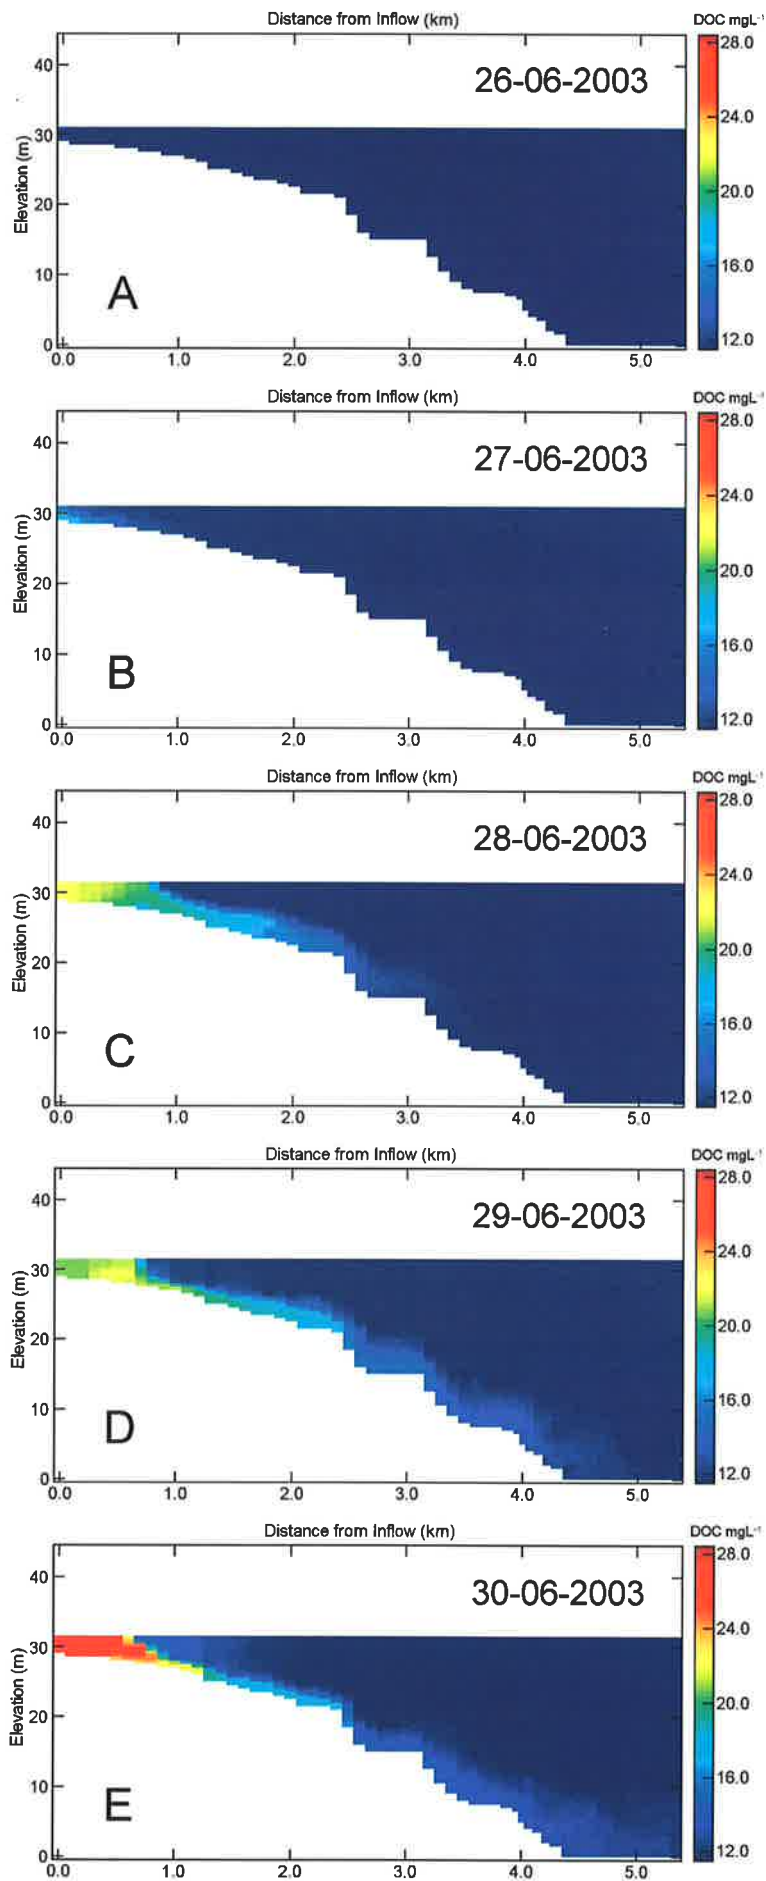 Distance from Inflow (km)
DOC mgL⁻¹
26-06-2003
Elevation (m)
40
30
20
10
0
0.0 1.0 2.0 3.0 4.0 5.0
28.0
24.0
20.0
16.0
12.0
A
Distance from Inflow (km)
DOC mgL⁻¹
27-06-2003
Elevation (m)
40
30
20
10
0
0.0 1.0 2.0 3.0 4.0 5.0
28.0
24.0
20.0
16.0
12.0
B
Distance from Inflow (km)
DOC mgL⁻¹
28-06-2003
Elevation (m)
40
30
20
10
0
0.0 1.0 2.0 3.0 4.0 5.0
28.0
24.0
20.0
16.0
12.0
C
Distance from Inflow (km)
DOC mgL⁻¹
29-06-2003
Elevation (m)
40
30
20
10
0
0.0 1.0 2.0 3.0 4.0 5.0
28.0
24.0
20.0
16.0
12.0
D
Distance from Inflow (km)
DOC mgL⁻¹
30-06-2003
Elevation (m)
40
30
20
10
0
0.0 1.0 2.0 3.0 4.0 5.0
28.0
24.0
20.0
16.0
12.0
E